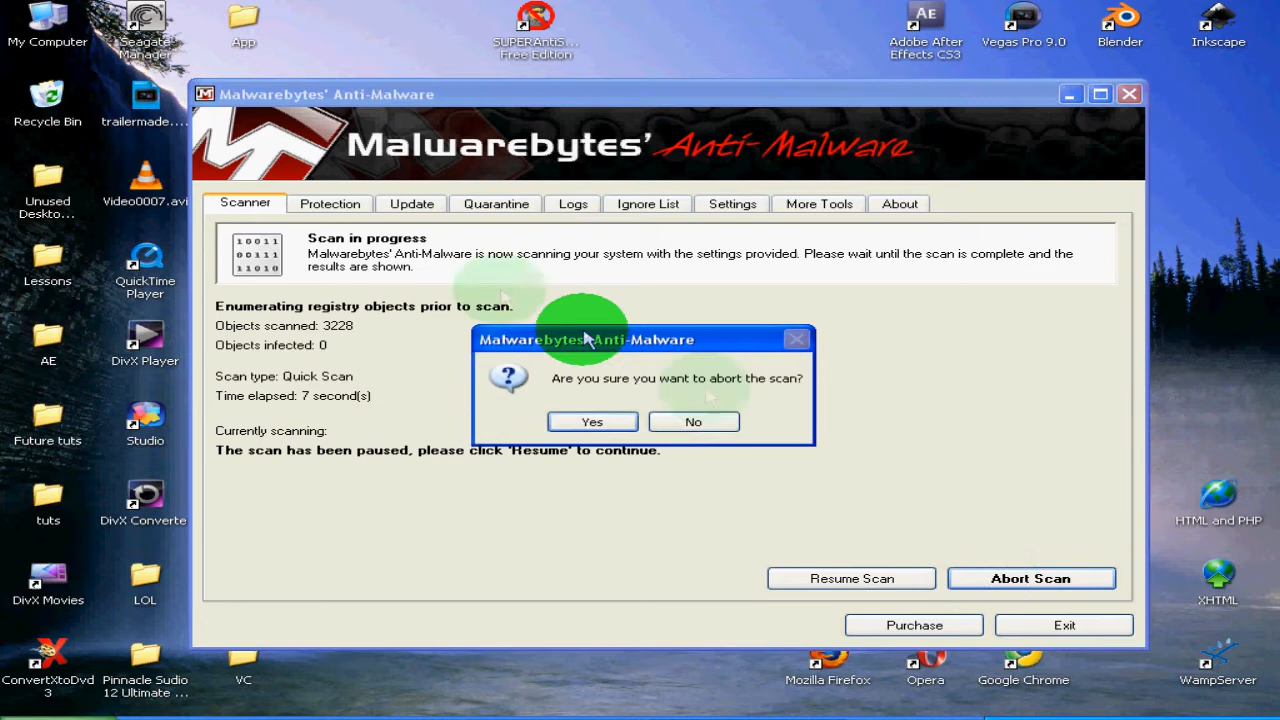 My Computer
Seagate
Manager
App
SUPERAntiS...
Free Edition
Adobe After
Effects CS3
Vegas Pro 9.0
Blender
Inkscape
Recycle Bin
trailermade....
Unused
Deskto...
Video0007.avi
Lessons
QuickTime
Player
AE
DivX Player
Future tuts
Studio
tuts
DivX Converte
DivX Movies
LOL
ConvertXtoDvd
3
Pinnacle Sudio
12 Ultimate ...
VC
Malwarebytes' Anti-Malware
Malwarebytes' Anti-Malware
Scanner
Protection
Update
Quarantine
Logs
Ignore List
Settings
More Tools
About
10011
00111
11010
Scan in progress
Malwarebytes' Anti-Malware is now scanning your system with the settings provided. Please wait until the scan is complete and the
results are shown.
Enumerating registry objects prior to scan.
Objects scanned: 3228
Objects infected: 0
Scan type: Quick Scan
Time elapsed: 7 second(s)
Currently scanning:
The scan has been paused, please click 'Resume' to continue.
Malwarebytes' Anti-Malware
Are you sure you want to abort the scan?
Yes
No
Resume Scan
Abort Scan
Purchase
Exit
HTML and PHP
XHTML
Mozilla Firefox
Opera
Google Chrome
WampServer